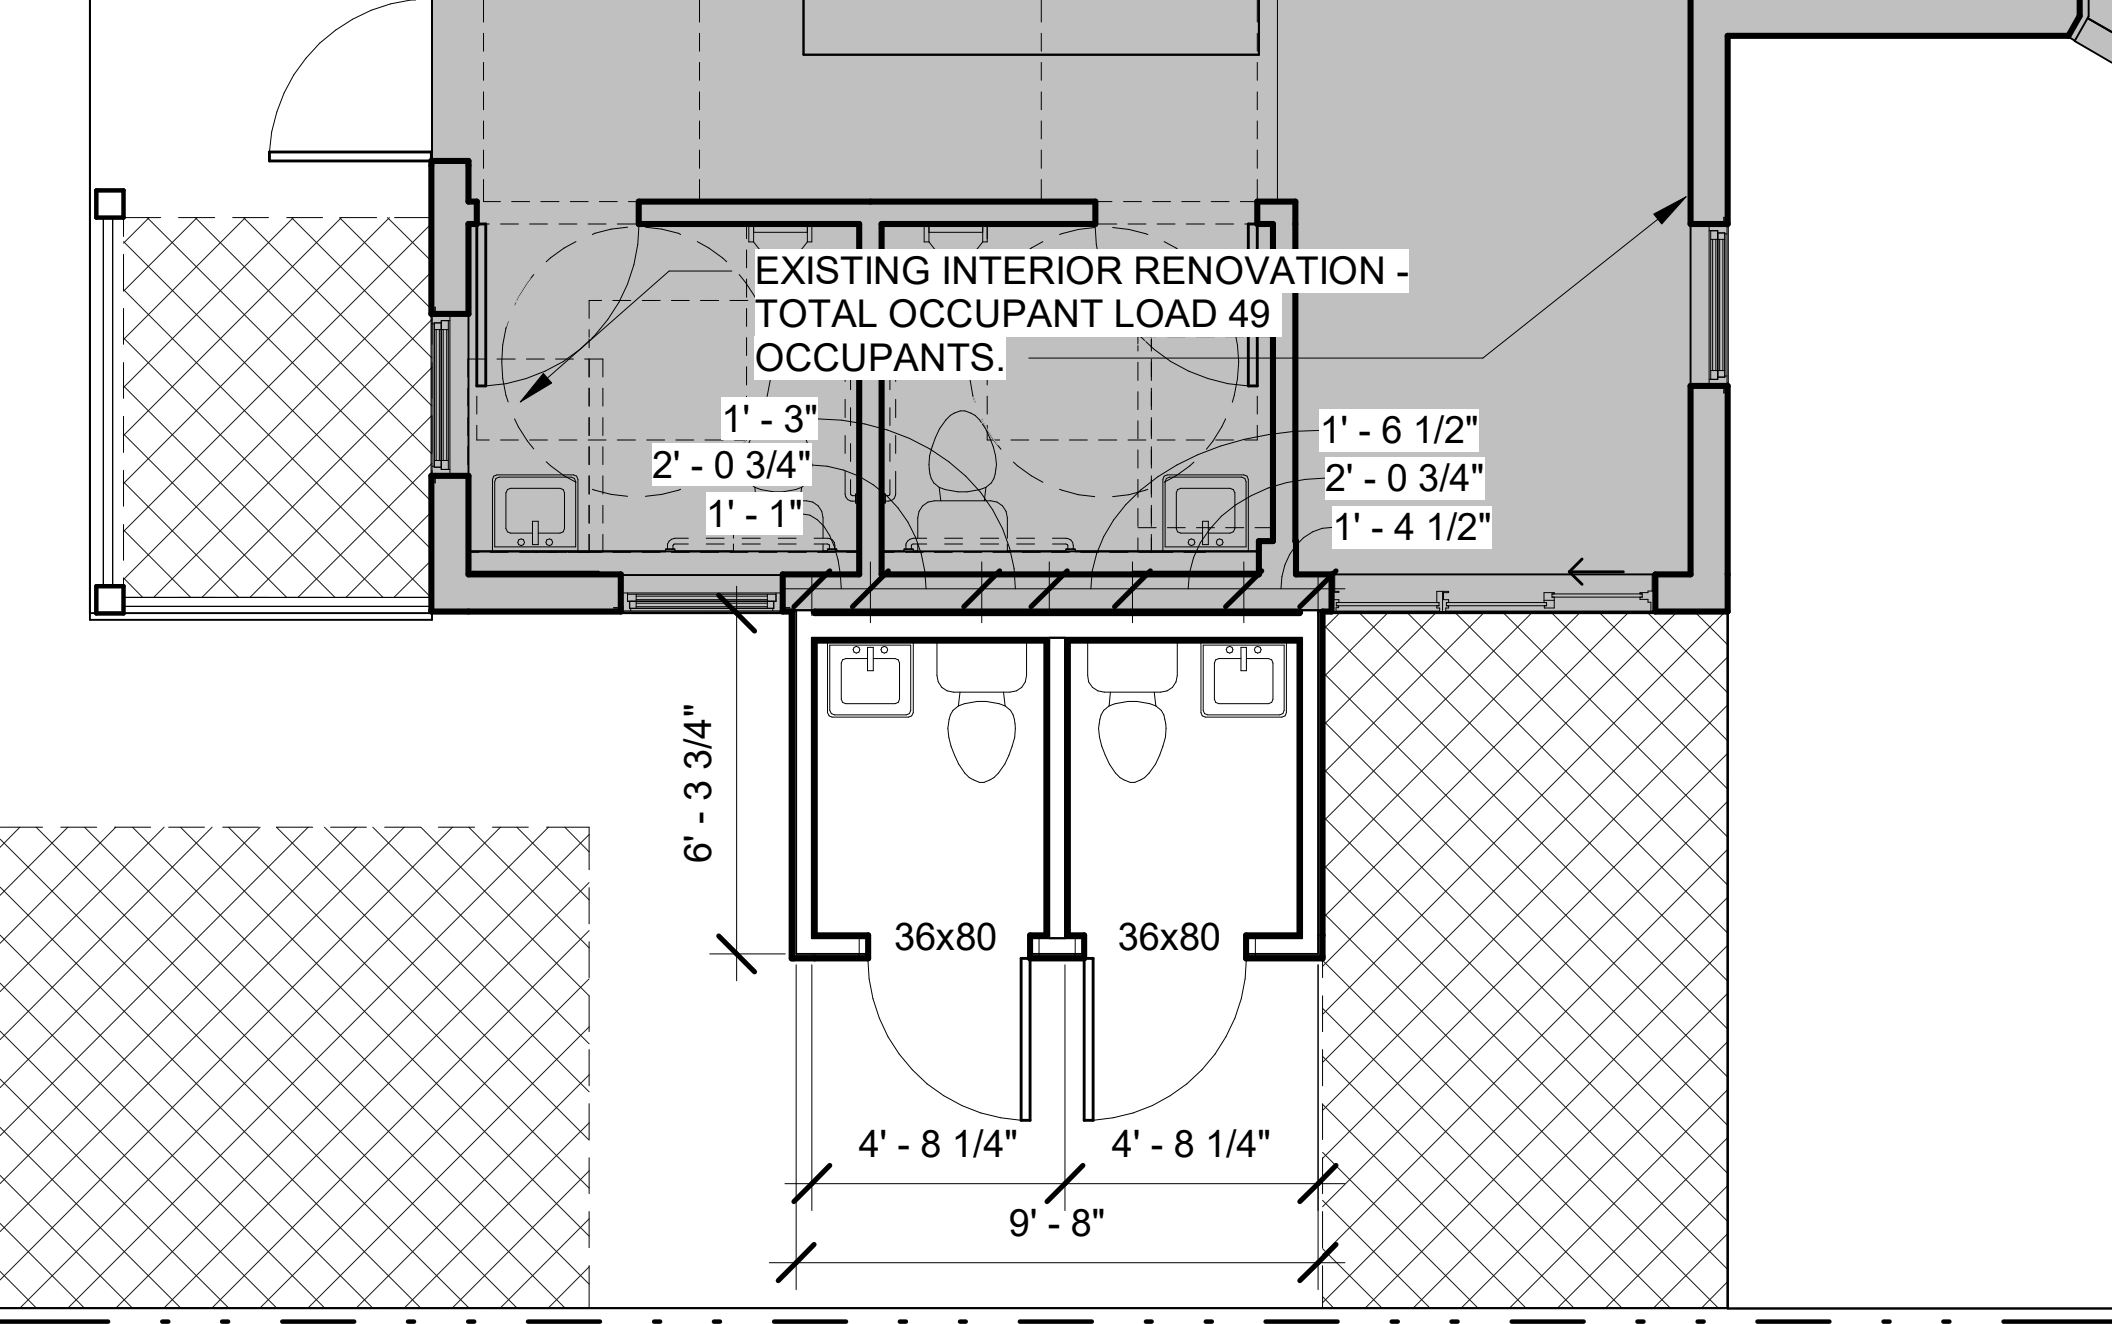 EXISTING INTERIOR RENOVATION -
TOTAL OCCUPANT LOAD 49
OCCUPANTS.
1' - 3"
2' - 0 3/4"
1' - 1"
1' - 6 1/2"
2' - 0 3/4"
1' - 4 1/2"
6' - 3 3/4"
36x80
36x80
4' - 8 1/4"
4' - 8 1/4"
9' - 8"